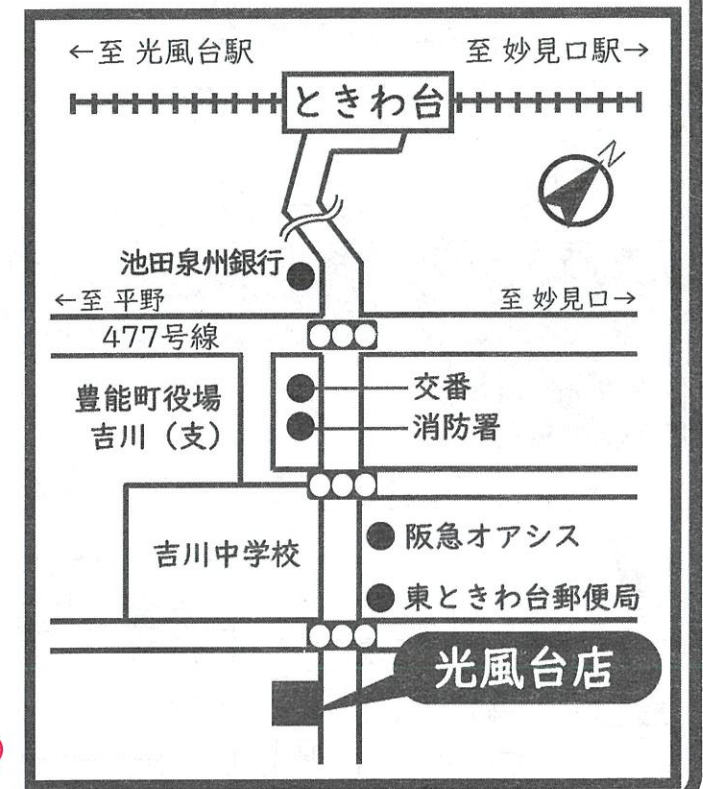 ←至 光風台駅
至 妙見口駅→
ときわ台
N
池田泉州銀行
←至 平野
至 妙見口→
477号線
豊能町役場
吉川（支）
交番
消防署
吉川中学校
阪急オアシス
東ときわ台郵便局
光風台店